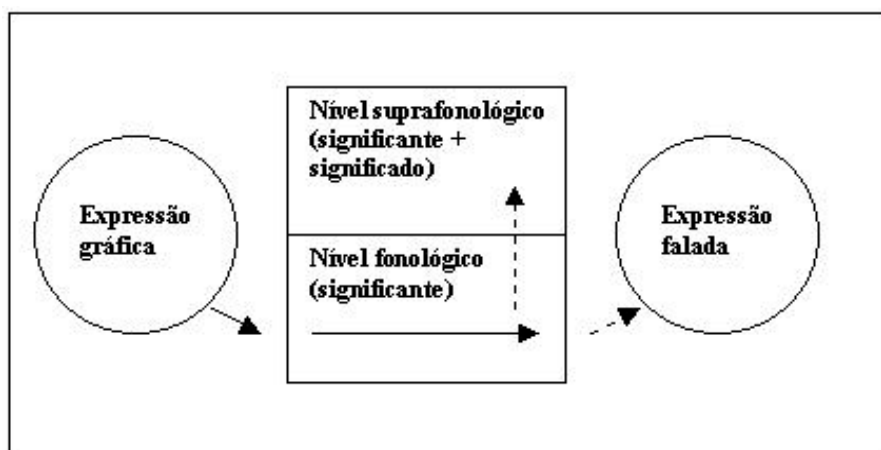 Expressão
gráfica
Nível suprafonológico
(significante +
significado)
Nível fonológico
(significante)
Expressão
falada